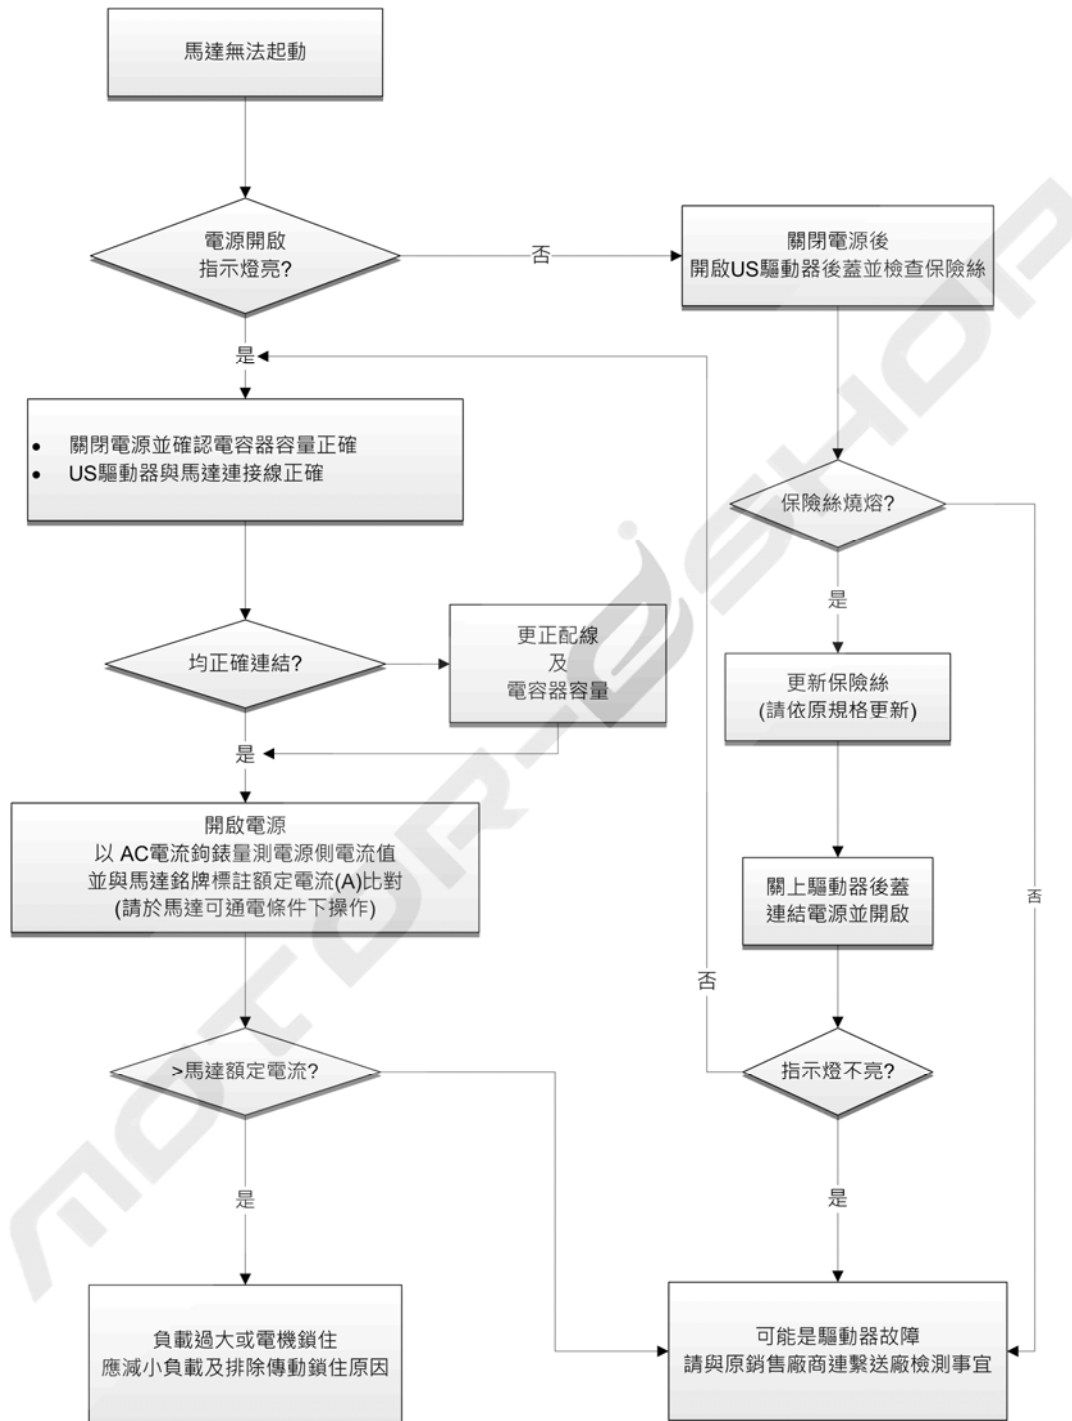 馬達無法起動
電源開啟
指示燈亮?
否
關閉電源後
開啟US驅動器後蓋並檢查保險絲
是
• 關閉電源並確認電容器容量正確
• US驅動器與馬達連接線正確
保險絲燒熔?
是
否
均正確連結?
更正配線
及
電容器容量
更新保險絲
(請依原規格更新)
是
開啟電源
以 AC電流鉤錶量測電源側電流值
並與馬達銘牌標註額定電流(A)比對
(請於馬達可通電條件下操作)
關上驅動器後蓋
連結電源並開啟
否
>馬達額定電流?
指示燈不亮?
是
是
負載過大或電機鎖住
應減小負載及排除傳動鎖住原因
可能是驅動器故障
請與原銷售廠商連繫送廠檢測事宜
MOTOR-eSHOP